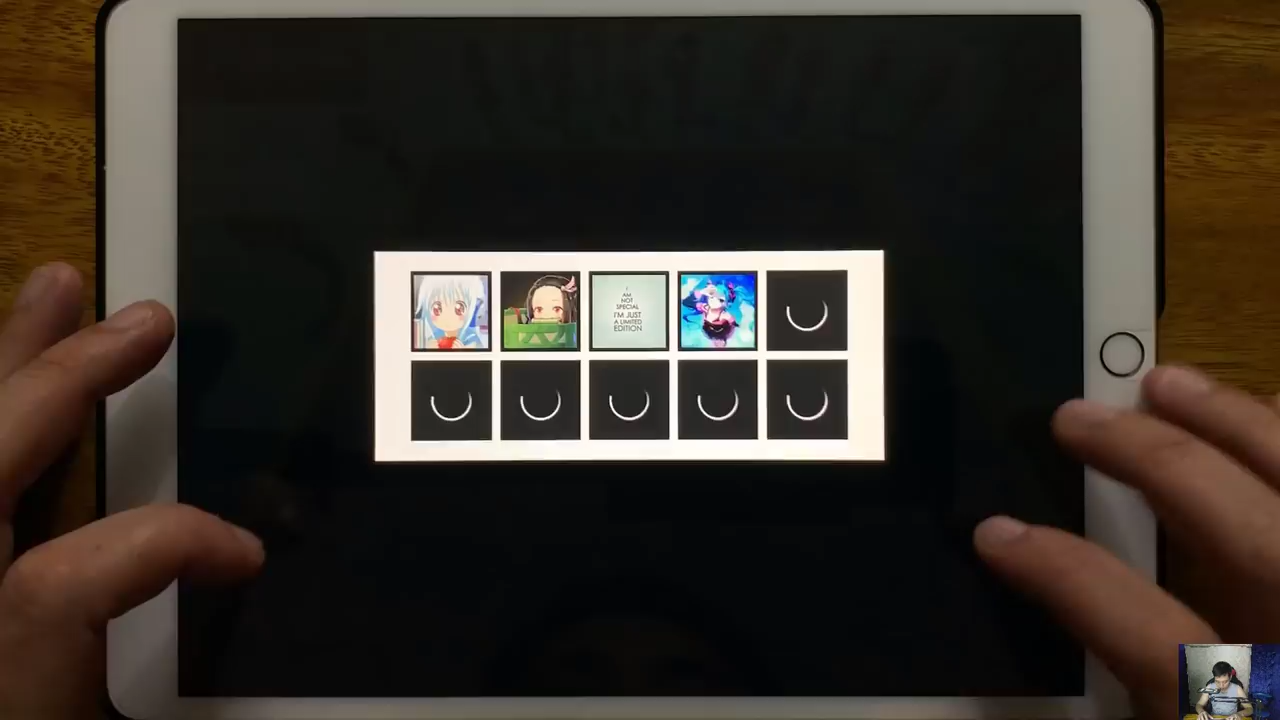 I
AM
NOT
SPECIAL
I'M JUST
A LIMITED
EDITION